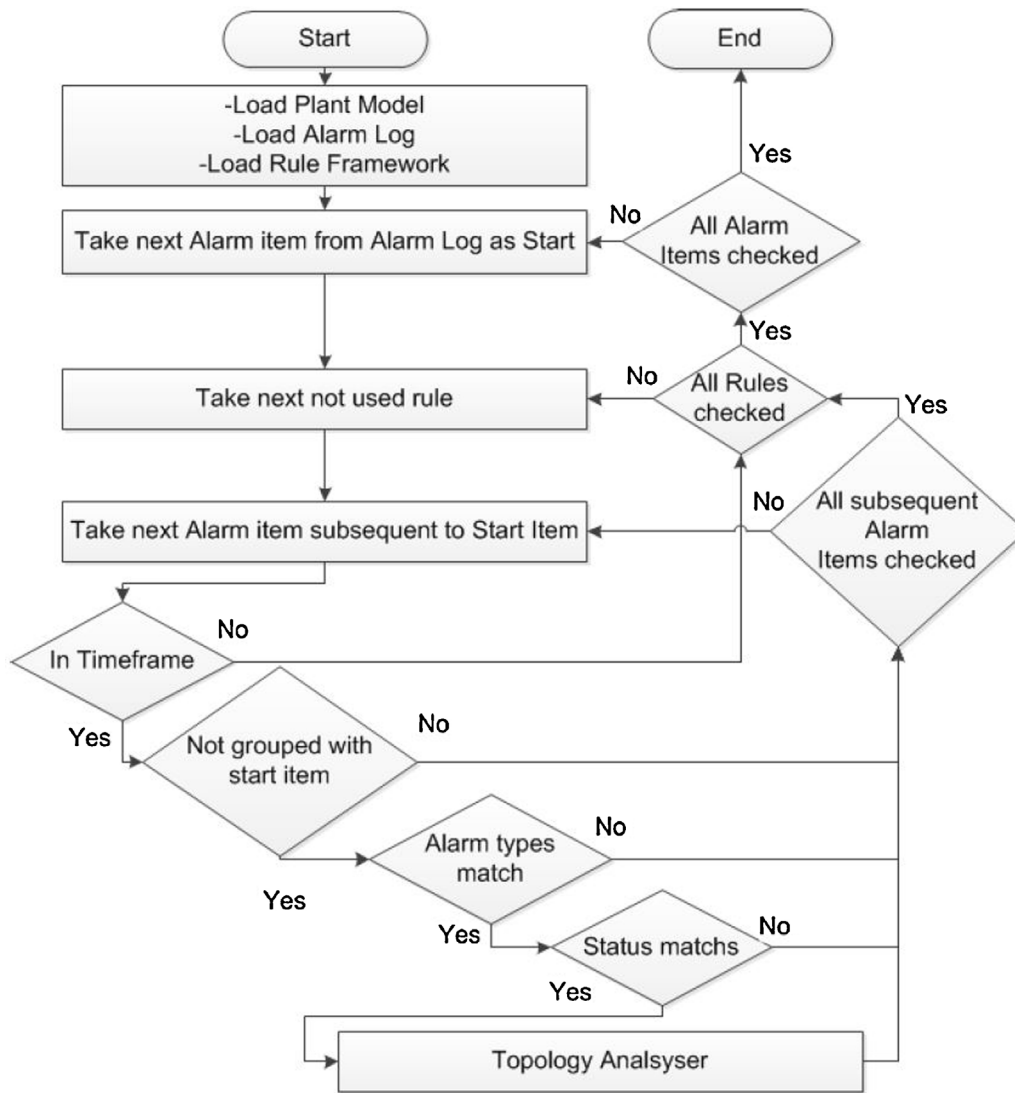 Start
End
-Load Plant Model
-Load Alarm Log
-Load Rule Framework
Yes
No
All Alarm
Items checked
Take next Alarm item from Alarm Log as Start
Yes
No
All Rules
checked
Take next not used rule
Yes
No
All subsequent
Alarm
Items checked
Take next Alarm item subsequent to Start Item
No
In Timeframe
Yes
No
Not grouped with
start item
No
Alarm types
match
Yes
No
Yes
Status matchs
Yes
Topology Analsyser